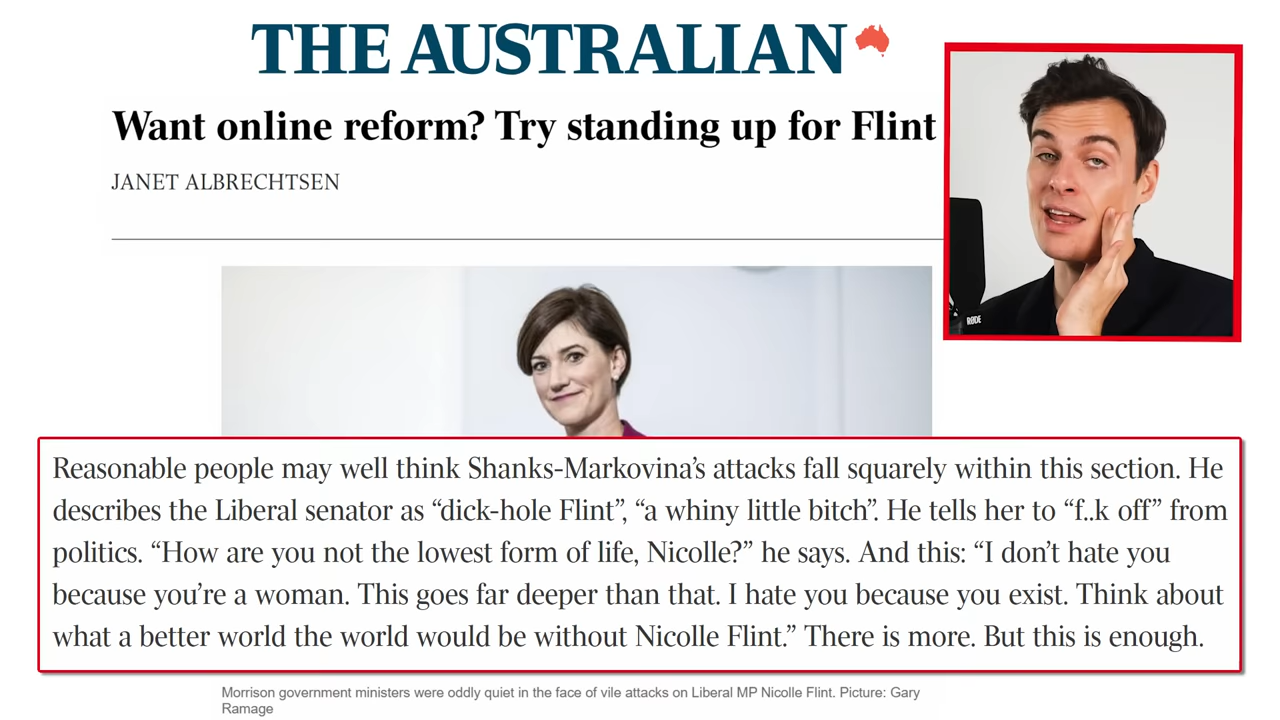 THE AUSTRALIAN
Want online reform? Try standing up for Flint
JANET ALBRECHTSEN
RØDE
Reasonable people may well think Shanks-Markovina’s attacks fall squarely within this section. He
describes the Liberal senator as “dick-hole Flint”, “a whiny little bitch”. He tells her to “f..k off” from
politics. “How are you not the lowest form of life, Nicolle?” he says. And this: “I don’t hate you
because you’re a woman. This goes far deeper than that. I hate you because you exist. Think about
what a better world the world would be without Nicolle Flint.” There is more. But this is enough.
Morrison government ministers were oddly quiet in the face of vile attacks on Liberal MP Nicolle Flint. Picture: Gary
Ramage